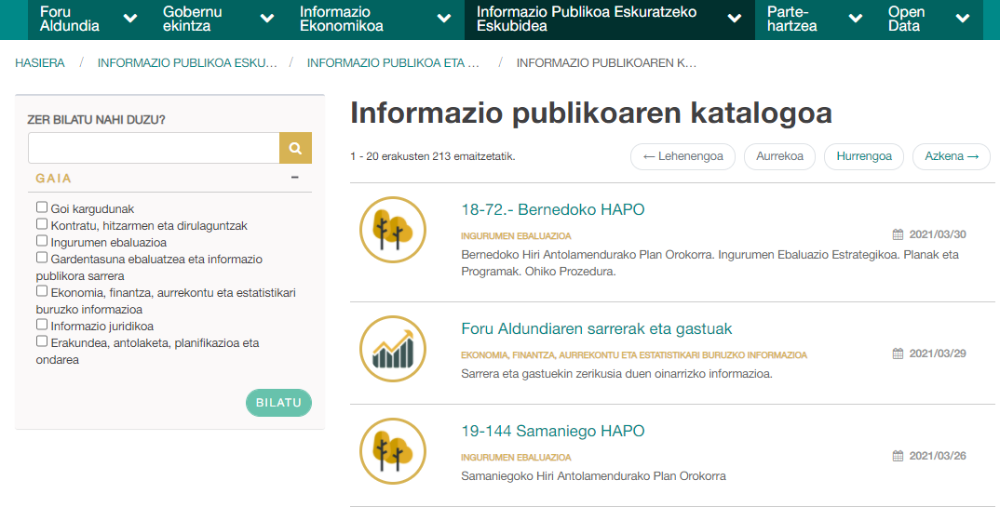 Foru Aldundia
Gobernu ekintza
Informazio Ekonomikoa
Informazio Publikoa Eskuratzeko Eskubidea
Parte-hartzea
Open Data
HASIERA / INFORMAZIO PUBLIKOA ESKU... / INFORMAZIO PUBLIKOA ETA ... / INFORMAZIO PUBLIKOAREN K...
ZER BILATU NAHI DUZU?
GAIA −
Goi kargudunak
Kontratu, hitzarmen eta dirulaguntzak
Ingurumen ebaluazioa
Gardentasuna ebaluatzea eta informazio
publikora sarrera
Ekonomia, finantza, aurrekontu eta estatistikari
buruzko informazioa
Informazio juridikoa
Erakundea, antolaketa, planifikazioa eta
ondarea
BILATU
Informazio publikoaren katalogoa
1 - 20 erakusten 213 emaitzetatik.
← Lehenengoa
Aurrekoa
Hurrengoa
Azkena →
18-72.- Bernedoko HAPO
INGURUMEN EBALUAZIOA
2021/03/30
Bernedoko Hiri Antolamendurako Plan Orokorra. Ingurumen Ebaluazio Estrategikoa. Planak eta
Programak. Ohiko Prozedura.
Foru Aldundiaren sarrerak eta gastuak
EKONOMIA, FINANTZA, AURREKONTU ETA ESTATISTIKARI BURUZKO INFORMAZIOA
2021/03/29
Sarrera eta gastuekin zerikusia duen oinarrizko informazioa.
19-144 Samaniego HAPO
INGURUMEN EBALUAZIOA
2021/03/26
Samaniegoko Hiri Antolamendurako Plan Orokorra